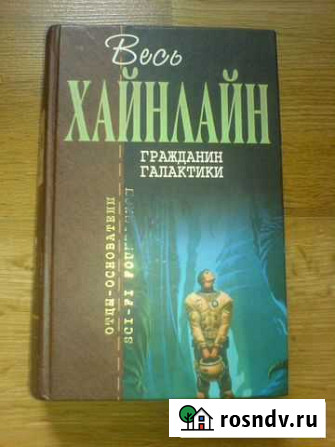 Весь
ХАЙНЛАЙН
ГРАЖДАНИН
ГАЛАКТИКИ
ОТЦЫ-ОСНОВАТЕЛИ
SCI-FI
rosndv.ru